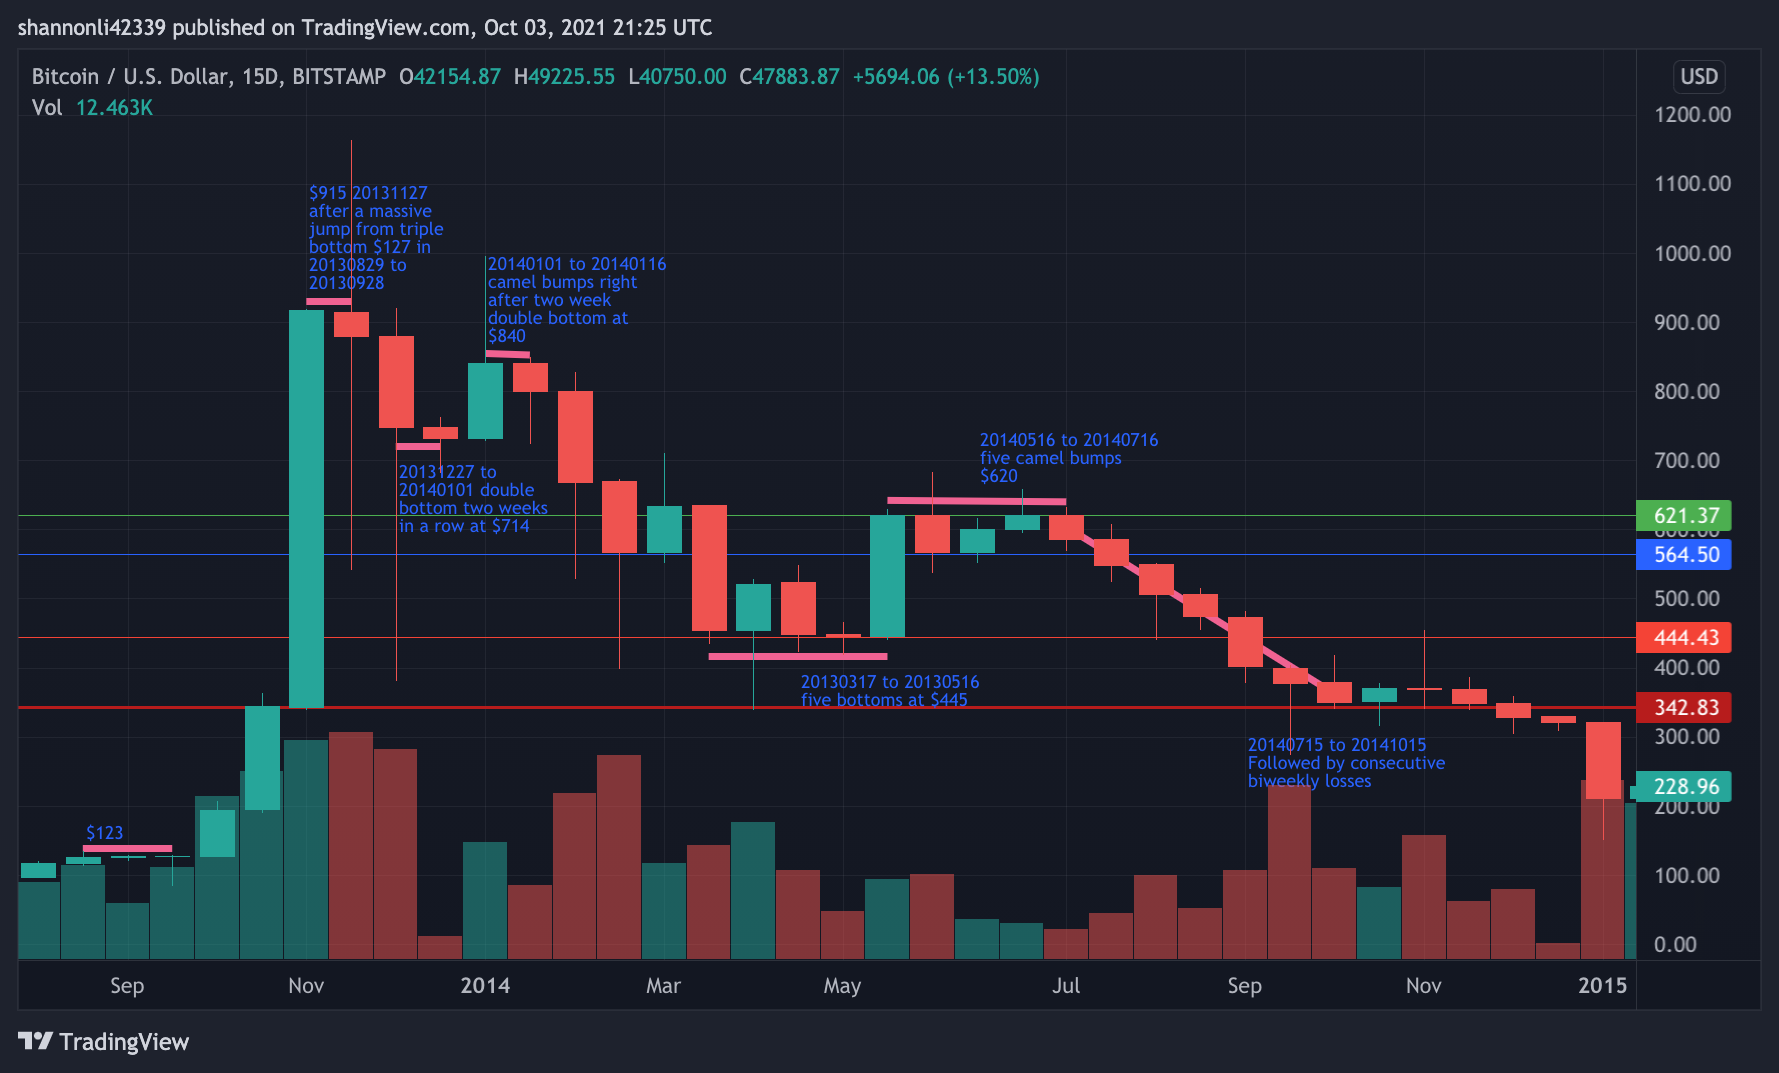 shannonli42339 published on TradingView.com, Oct 03, 2021 21:25 UTC
Bitcoin / U.S. Dollar, 15D, BITSTAMP O42154.87 H49225.55 L40750.00 C47883.87 +5694.06 (+13.50%)
USD
Vol 12.463K
1200.00
1100.00
1000.00
900.00
800.00
700.00
621.37
600.00
564.50
500.00
444.43
400.00
342.83
300.00
228.96
200.00
100.00
0.00
$915 20131127
after a massive
jump from triple
bottom $127 in
20130829 to
20130928
20140101 to 20140116
camel bumps right
after two week
double bottom at
$840
20131227 to
20140101 double
bottom two weeks
in a row at $714
20140516 to 20140716
five camel bumps
$620
20130317 to 20130516
five bottoms at $445
20140715 to 20141015
Followed by consecutive
biweekly losses
$123
Sep Nov 2014 Mar May Jul Sep Nov 2015
TradingView